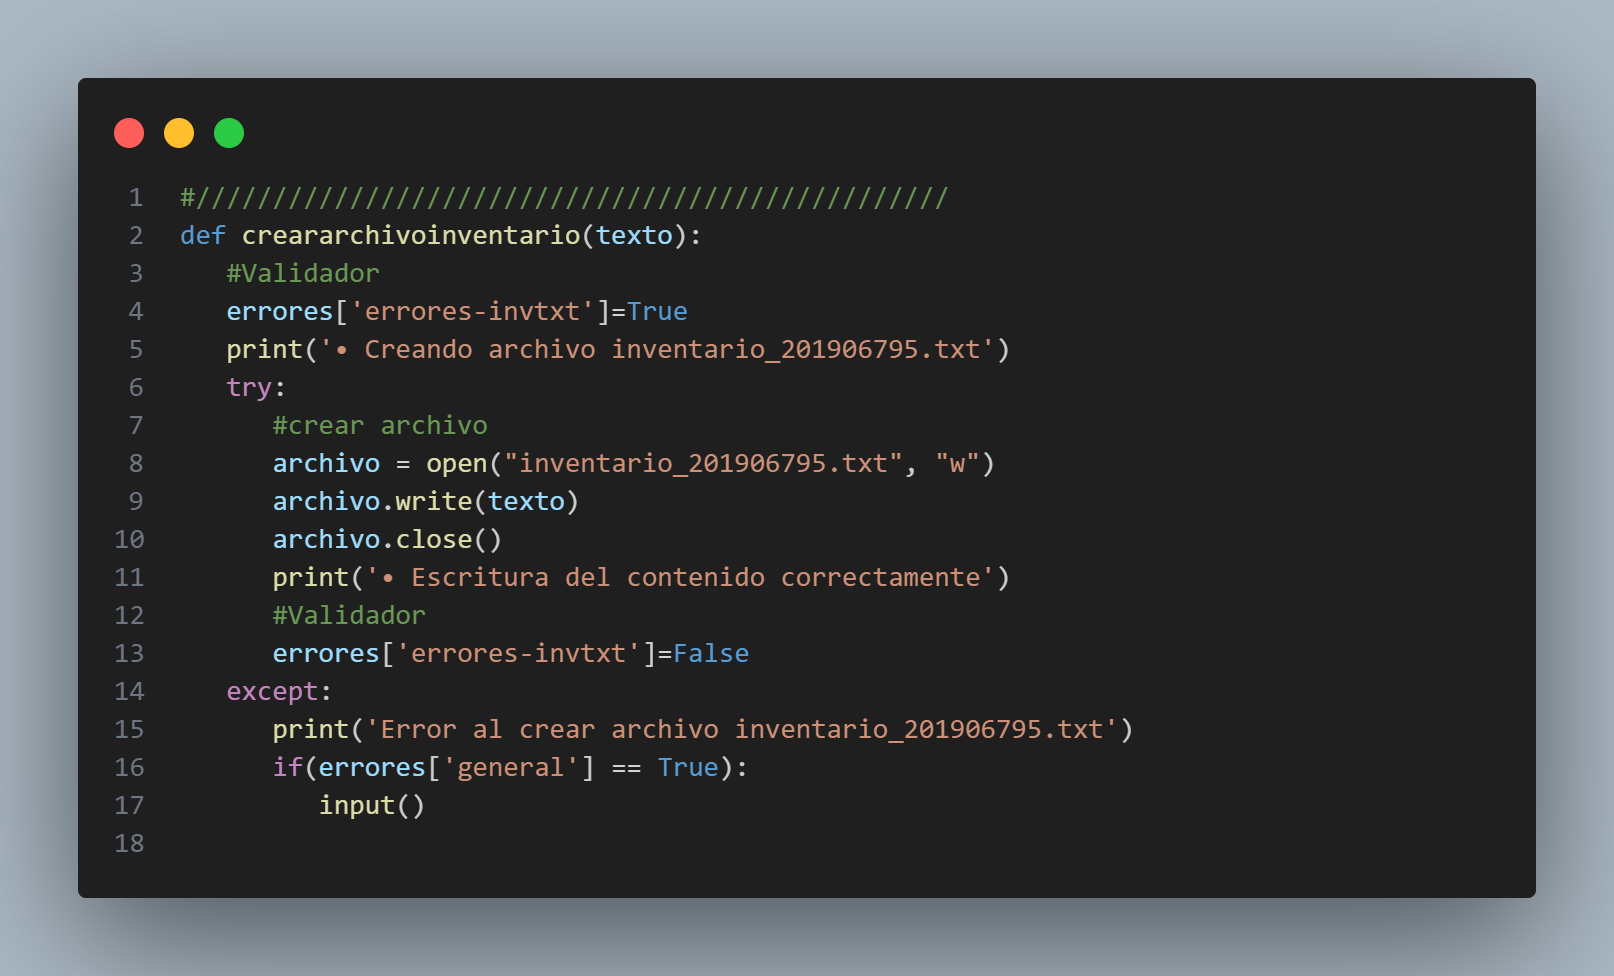 1 #/////////////////////////////////////////////////
2 def creararchivoinventario(texto):
3    #Validador
4    errores['errores-invtxt']=True
5    print('• Creando archivo inventario_201906795.txt')
6    try:
7       #crear archivo
8       archivo = open("inventario_201906795.txt", "w")
9       archivo.write(texto)
10       archivo.close()
11       print('• Escritura del contenido correctamente')
12       #Validador
13       errores['errores-invtxt']=False
14    except:
15       print('Error al crear archivo inventario_201906795.txt')
16       if(errores['general'] == True):
17          input()
18